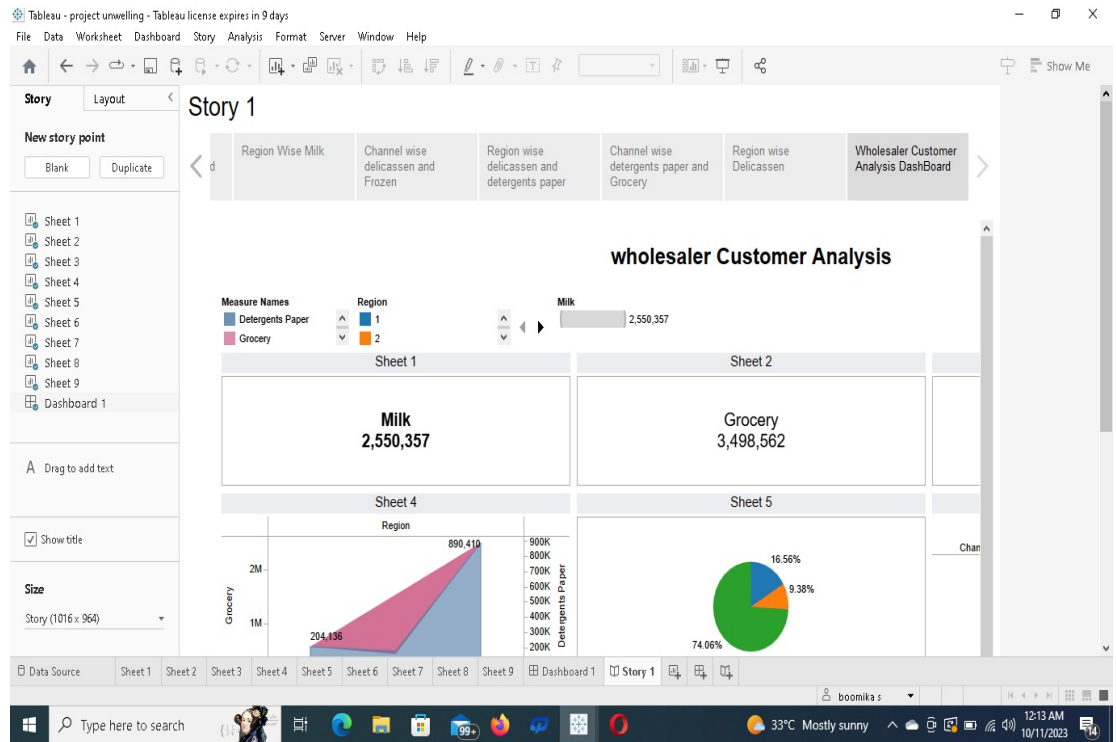 Tableau - project unwelling - Tableau license expires in 9 days
File Data Worksheet Dashboard Story Analysis Format Server Window Help
Show Me
Story Layout
Story 1
New story point
Blank Duplicate
d
Region Wise Milk
Channel wise
delicassen and
Frozen
Region wise
delicassen and
detergents paper
Channel wise
detergents paper and
Grocery
Region wise
Delicassen
Wholesaler Customer
Analysis DashBoard
Sheet 1
Sheet 2
Sheet 3
Sheet 4
Sheet 5
Sheet 6
Sheet 7
Sheet 8
Sheet 9
Dashboard 1
A Drag to add text
Show title
Size
Story (1016 x 964)
wholesaler Customer Analysis
Measure Names
Detergents Paper
Grocery
Region
1
2
Milk
2,550,357
Sheet 1
Sheet 2
Milk
2,550,357
Grocery
3,498,562
Sheet 4
Sheet 5
Region
890,410
204,136
2M
1M
Grocery
900K
800K
700K
600K
500K
400K
300K
200K
Detergents Paper
16.56%
9.38%
74.06%
Chan
Data Source Sheet 1 Sheet 2 Sheet 3 Sheet 4 Sheet 5 Sheet 6 Sheet 7 Sheet 8 Sheet 9 Dashboard 1 Story 1
boomika s
Type here to search
99+
33°C Mostly sunny
12:13 AM
10/11/2023
14